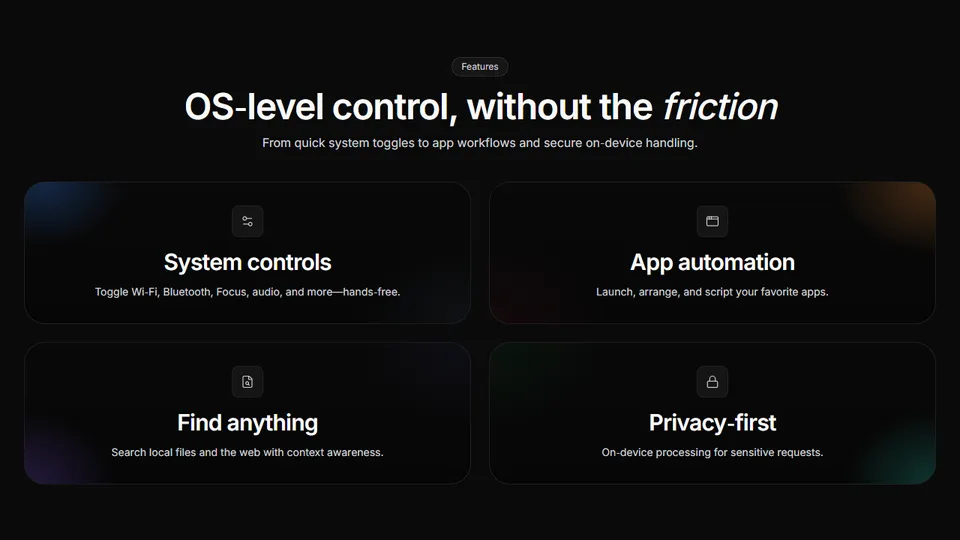 Features
OS-level control, without the friction
From quick system toggles to app workflows and secure on-device handling.
System controls
Toggle Wi-Fi, Bluetooth, Focus, audio, and more—hands-free.
App automation
Launch, arrange, and script your favorite apps.
Find anything
Search local files and the web with context awareness.
Privacy-first
On-device processing for sensitive requests.